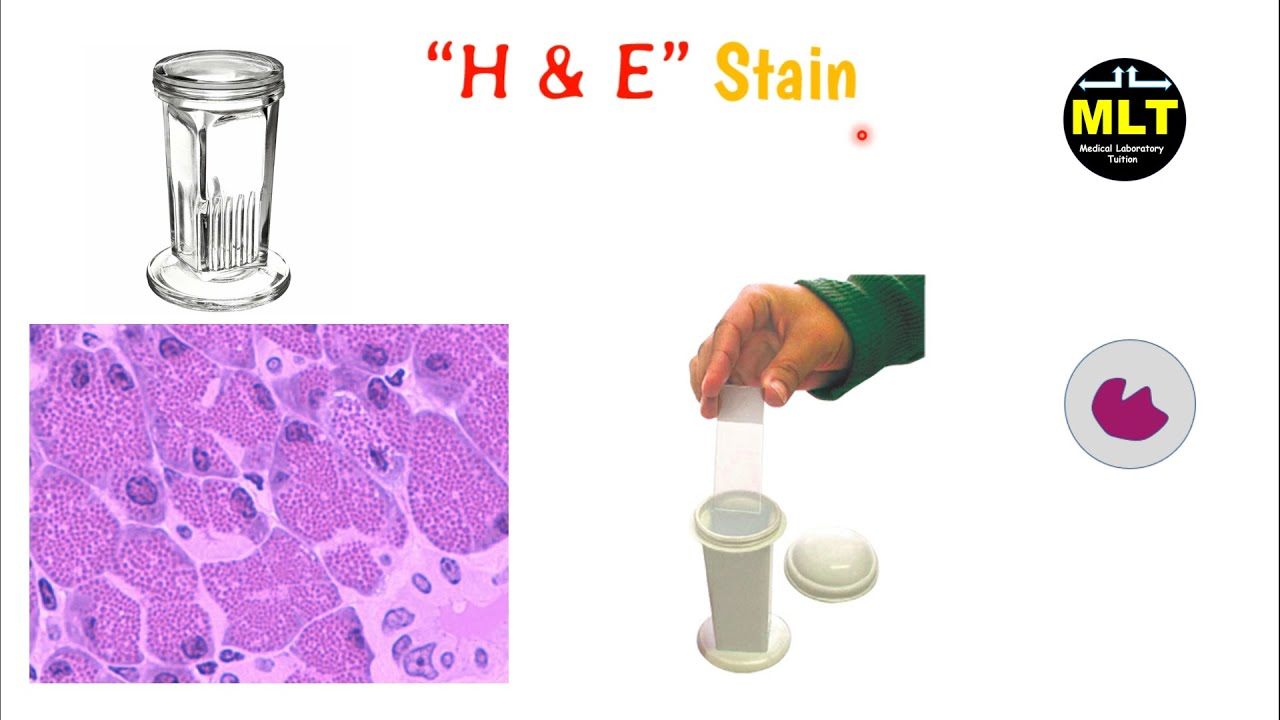 “H & E” Stain
MLT
Medical Laboratory
Tuition